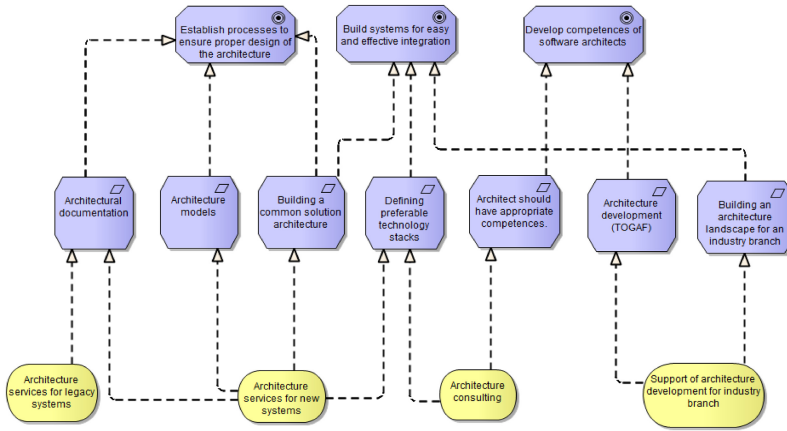 Establish processes to
ensure proper design of
the architecture
Build systems for easy
and effective integration
Develop competences of
software architects
Architectural
documentation
Architecture
models
Building a
common solution
architecture
Defining
preferable
technology
stacks
Architect should
have appropriate
competences.
Architecture
development
(TOGAF)
Building an
architecture
landscape for an
industry branch
Architecture
services for legacy
systems
Architecture
services for new
systems
Architecture
consulting
Support of architecture
development for industry
branch